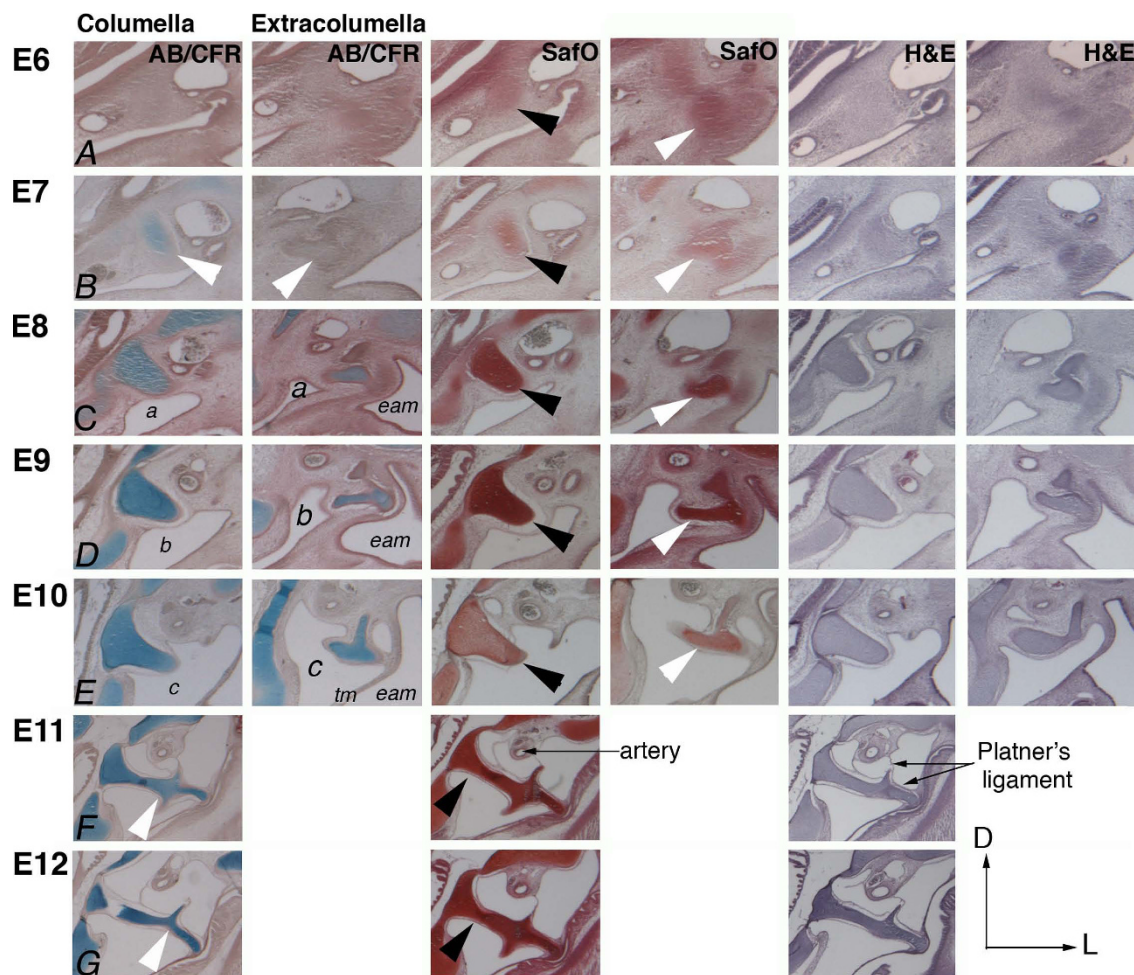 Columella Extracolumella
E6 AB/CFR AB/CFR SafO SafO H&E H&E
A
E7
B
E8
a a eam
C
E9
b b eam
D
E10
c c tm eam
E
E11
artery
Platner's
ligament
F
D
E12
L
G